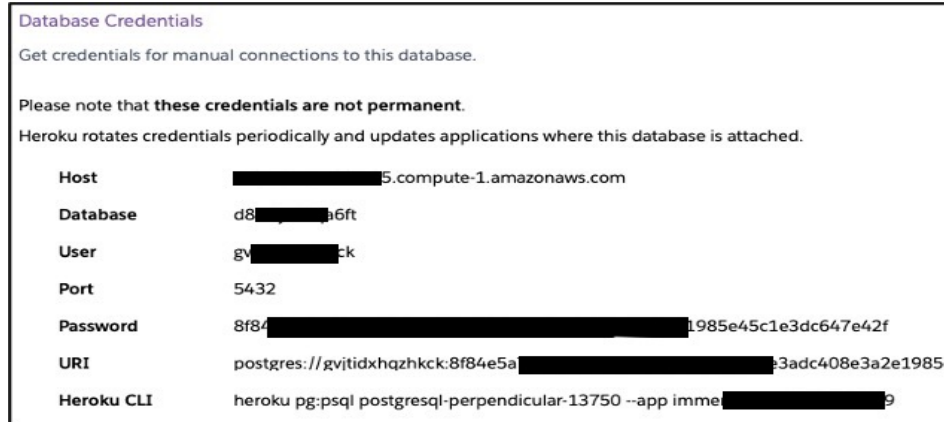 Database Credentials
Get credentials for manual connections to this database.
Please note that these credentials are not permanent.
Heroku rotates credentials periodically and updates applications where this database is attached.
Host 5.compute-1.amazonaws.com
Database d8 a6ft
User gv ck
Port 5432
Password 8f84 1985e45c1e3dc647e42f
URI postgres://gvjtidxhqzhkck:8f84e5a e3adc408e3a2e1985
Heroku CLI heroku pg:psql postgresql-perpendicular-13750 --app imme 9